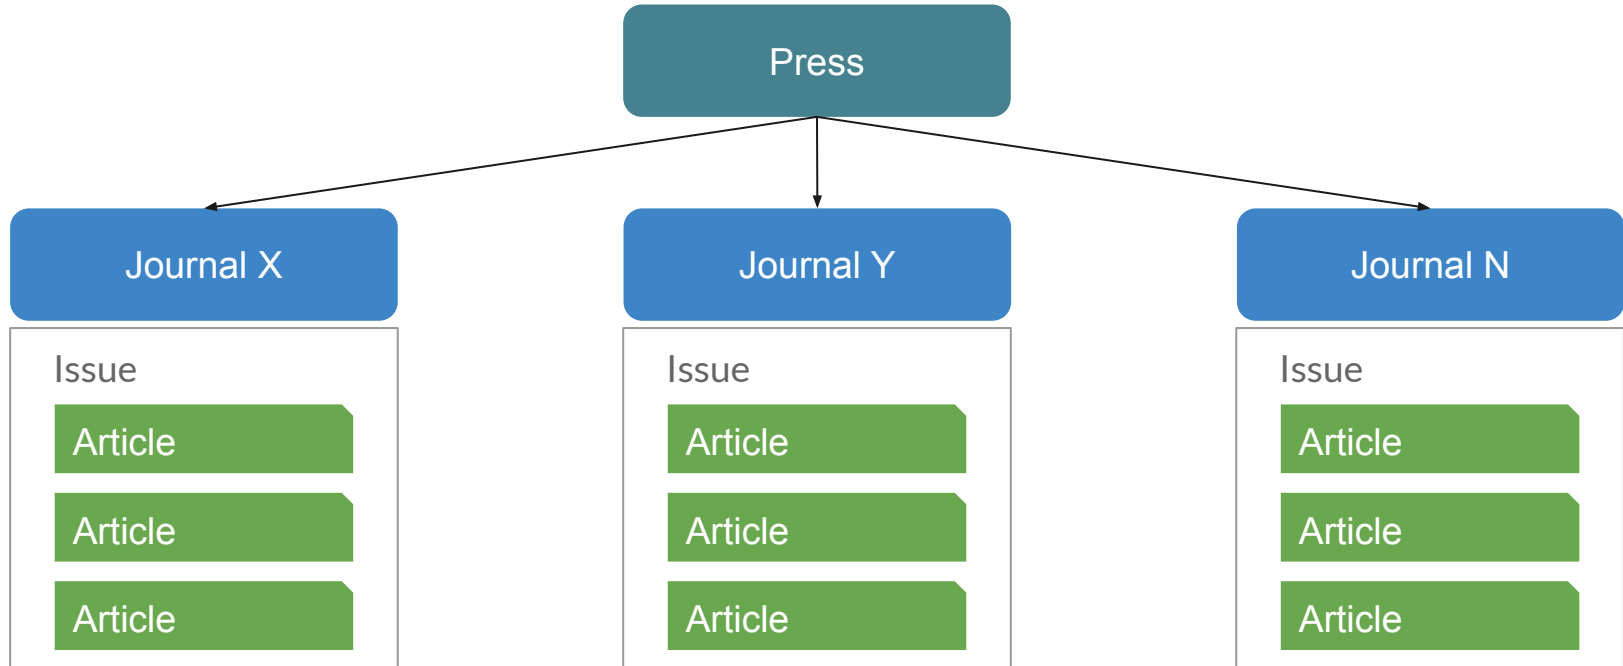 Press
Journal X
Journal Y
Journal N
Issue
Article
Article
Article
Issue
Article
Article
Article
Issue
Article
Article
Article